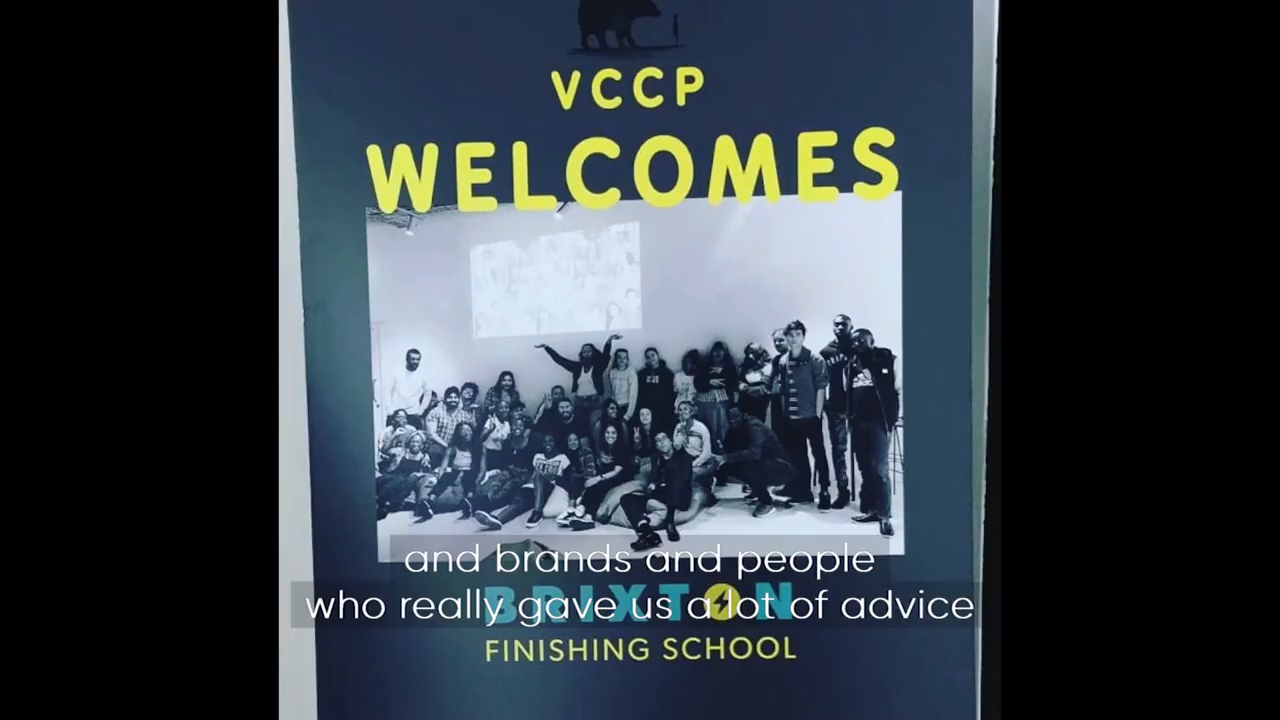 VCCP
WELCOMES
and brands and people
BRIXTON
who really gave us a lot of advice
FINISHING SCHOOL